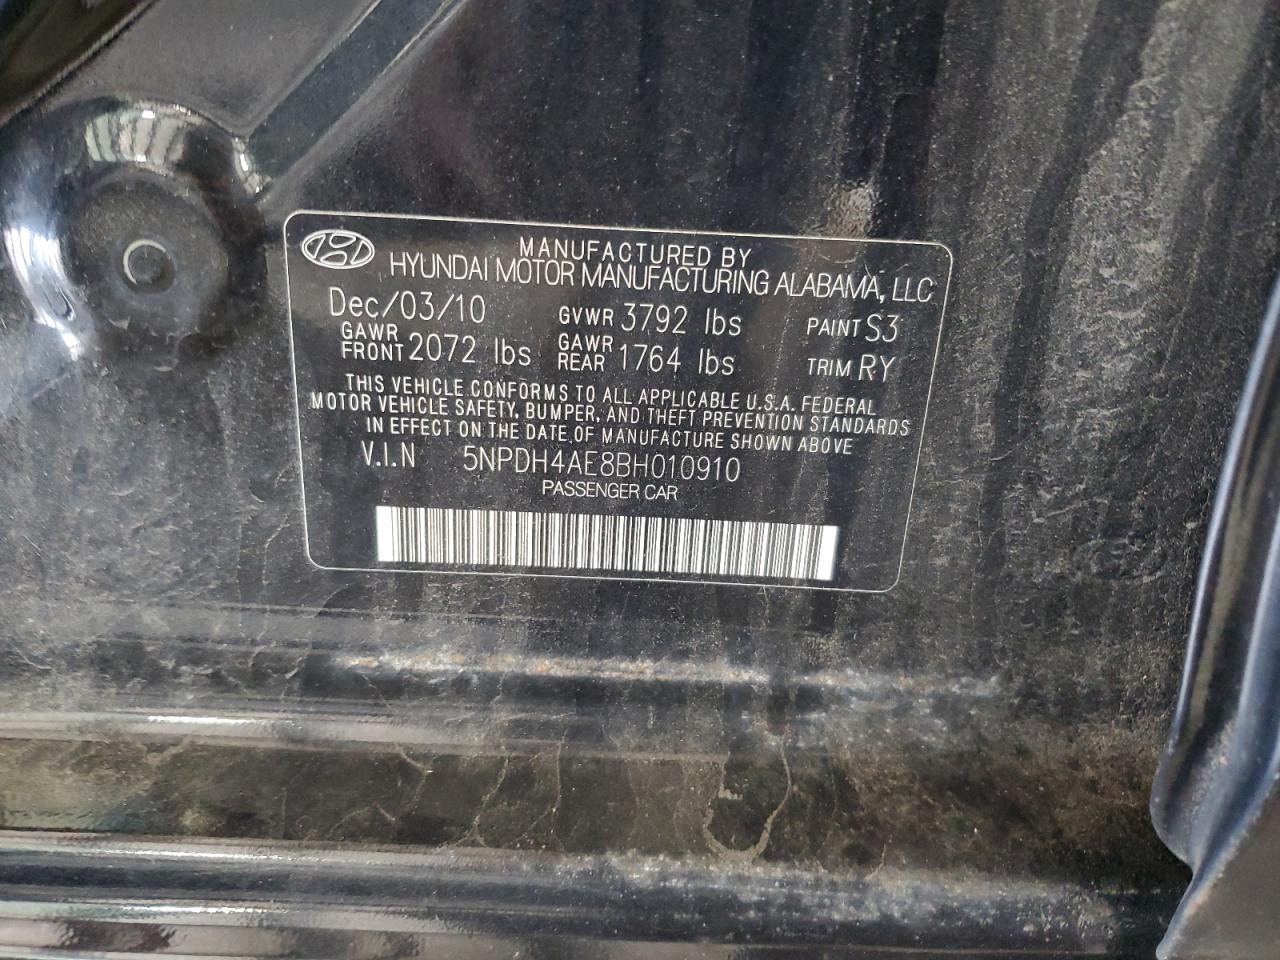 MANUFACTURED BY
HYUNDAI MOTOR MANUFACTURING ALABAMA, LLC
Dec/03/10 GVWR 3792 lbs PAINT S3
GAWR FRONT 2072 lbs GAWR REAR 1764 lbs TRIM RY
THIS VEHICLE CONFORMS TO ALL APPLICABLE U.S.A. FEDERAL
MOTOR VEHICLE SAFETY, BUMPER, AND THEFT PREVENTION STANDARDS
IN EFFECT ON THE DATE OF MANUFACTURE SHOWN ABOVE
V.I.N 5NPDH4AE8BH010910
PASSENGER CAR